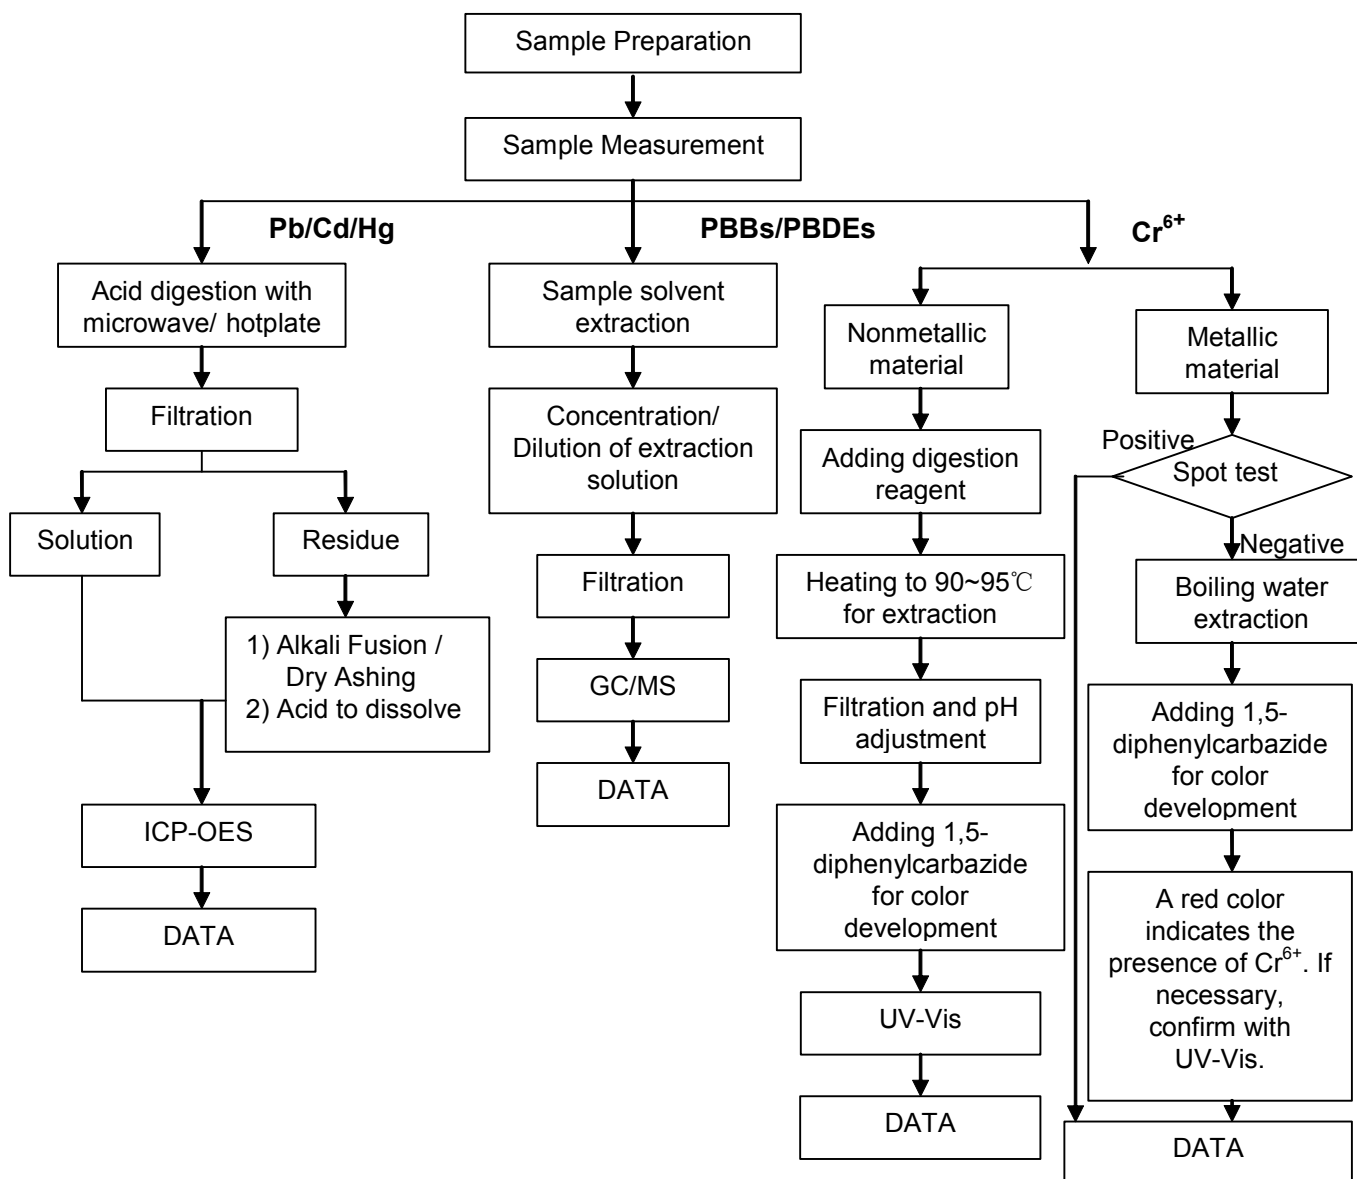 Sample Preparation
Sample Measurement
Pb/Cd/Hg
PBBs/PBDEs
Cr⁶⁺
Acid digestion with
microwave/ hotplate
Filtration
Solution
Residue
1) Alkali Fusion /
Dry Ashing
2) Acid to dissolve
ICP-OES
DATA
Sample solvent
extraction
Concentration/
Dilution of extraction
solution
Filtration
GC/MS
DATA
Nonmetallic
material
Adding digestion
reagent
Heating to 90~95℃
for extraction
Filtration and pH
adjustment
Adding 1,5-
diphenylcarbazide
for color
development
UV-Vis
DATA
Metallic
material
Positive
Spot test
Negative
Boiling water
extraction
Adding 1,5-
diphenylcarbazide
for color
development
A red color
indicates the
presence of Cr⁶⁺. If
necessary,
confirm with
UV-Vis.
DATA